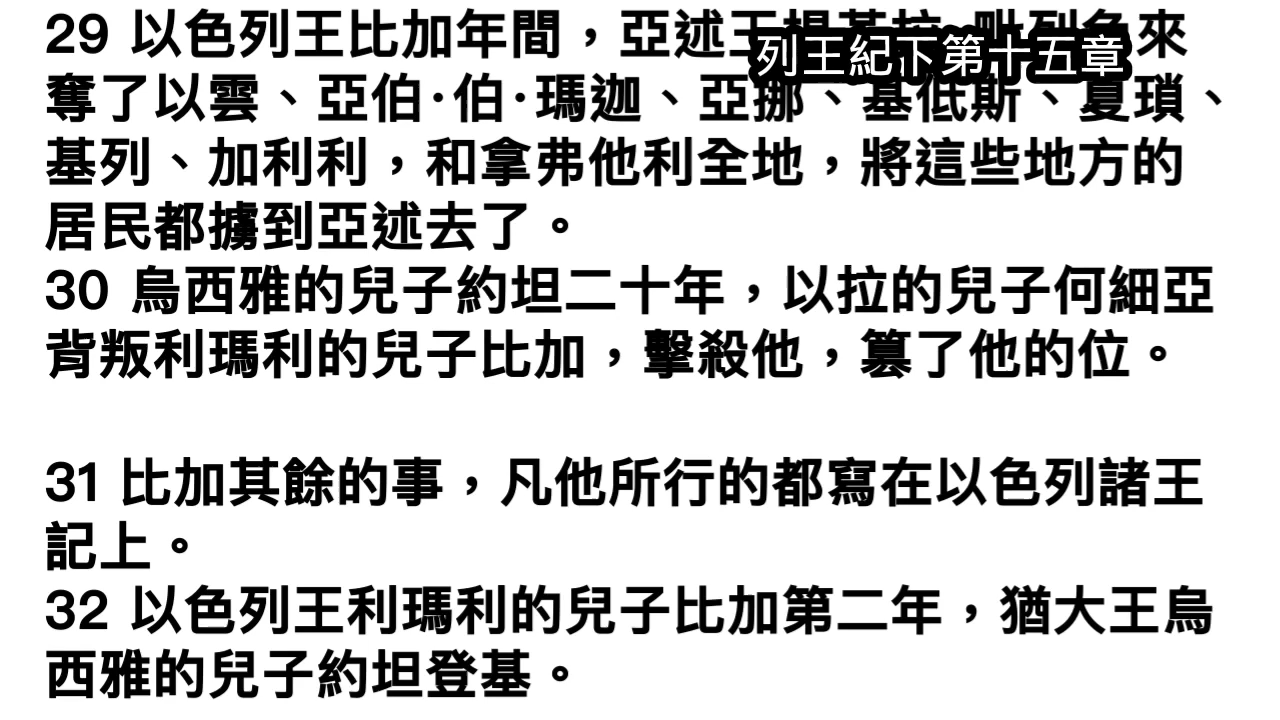 29 以色列王比加年間，亞述王提革拉·毗列色來
列王紀下第十五章
奪了以雲、亞伯·伯·瑪迦、亞挪、基低斯、夏瑣、
基列、加利利，和拿弗他利全地，將這些地方的
居民都擄到亞述去了。
30 烏西雅的兒子約坦二十年，以拉的兒子何細亞
背叛利瑪利的兒子比加，擊殺他，篡了他的位。
31 比加其餘的事，凡他所行的都寫在以色列諸王
記上。
32 以色列王利瑪利的兒子比加第二年，猶大王烏
西雅的兒子約坦登基。